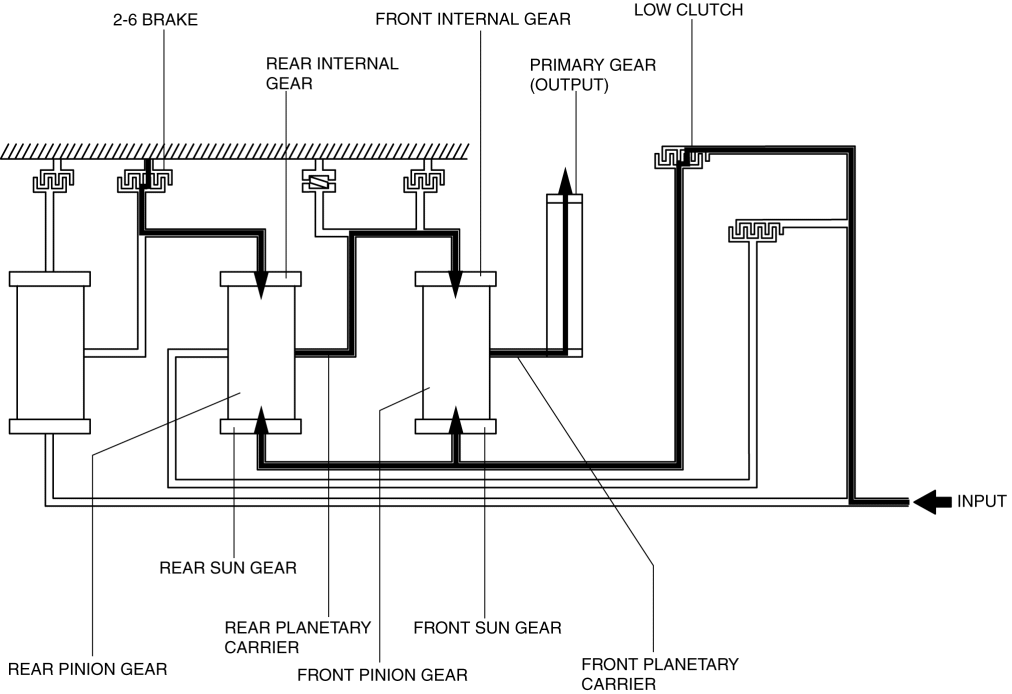 LOW CLUTCH
2-6 BRAKE
FRONT INTERNAL GEAR
REAR INTERNAL
GEAR
PRIMARY GEAR
(OUTPUT)
INPUT
REAR SUN GEAR
REAR PLANETARY
CARRIER
FRONT SUN GEAR
REAR PINION GEAR
FRONT PINION GEAR
FRONT PLANETARY
CARRIER